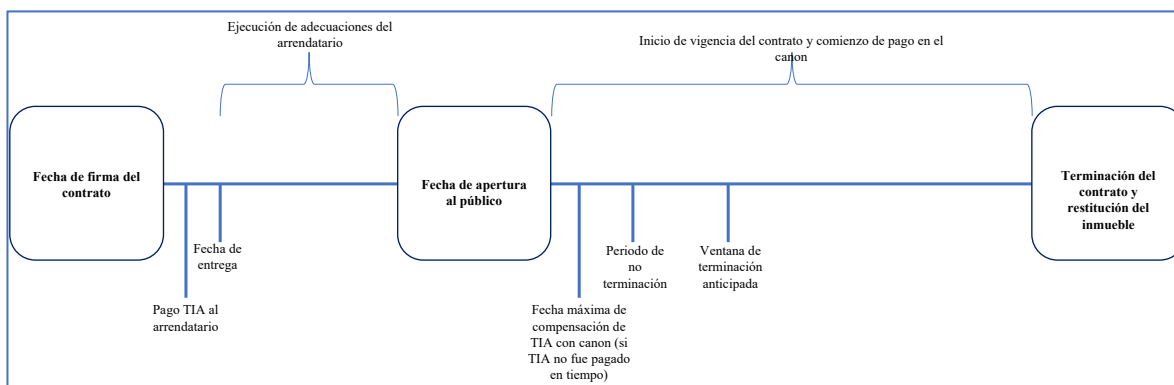 Ejecución de adecuaciones del
arrendatario
Inicio de vigencia del contrato y comienzo de pago en el
canon
Fecha de firma del
contrato
Fecha de apertura
al público
Terminación del
contrato y
restitución del
inmueble
Fecha de
entrega
Pago TIA al
arrendatario
Periodo de
no
terminación
Ventana de
terminación
anticipada
Fecha máxima de
compensación de
TIA con canon (si
TIA no fue pagado
en tiempo)